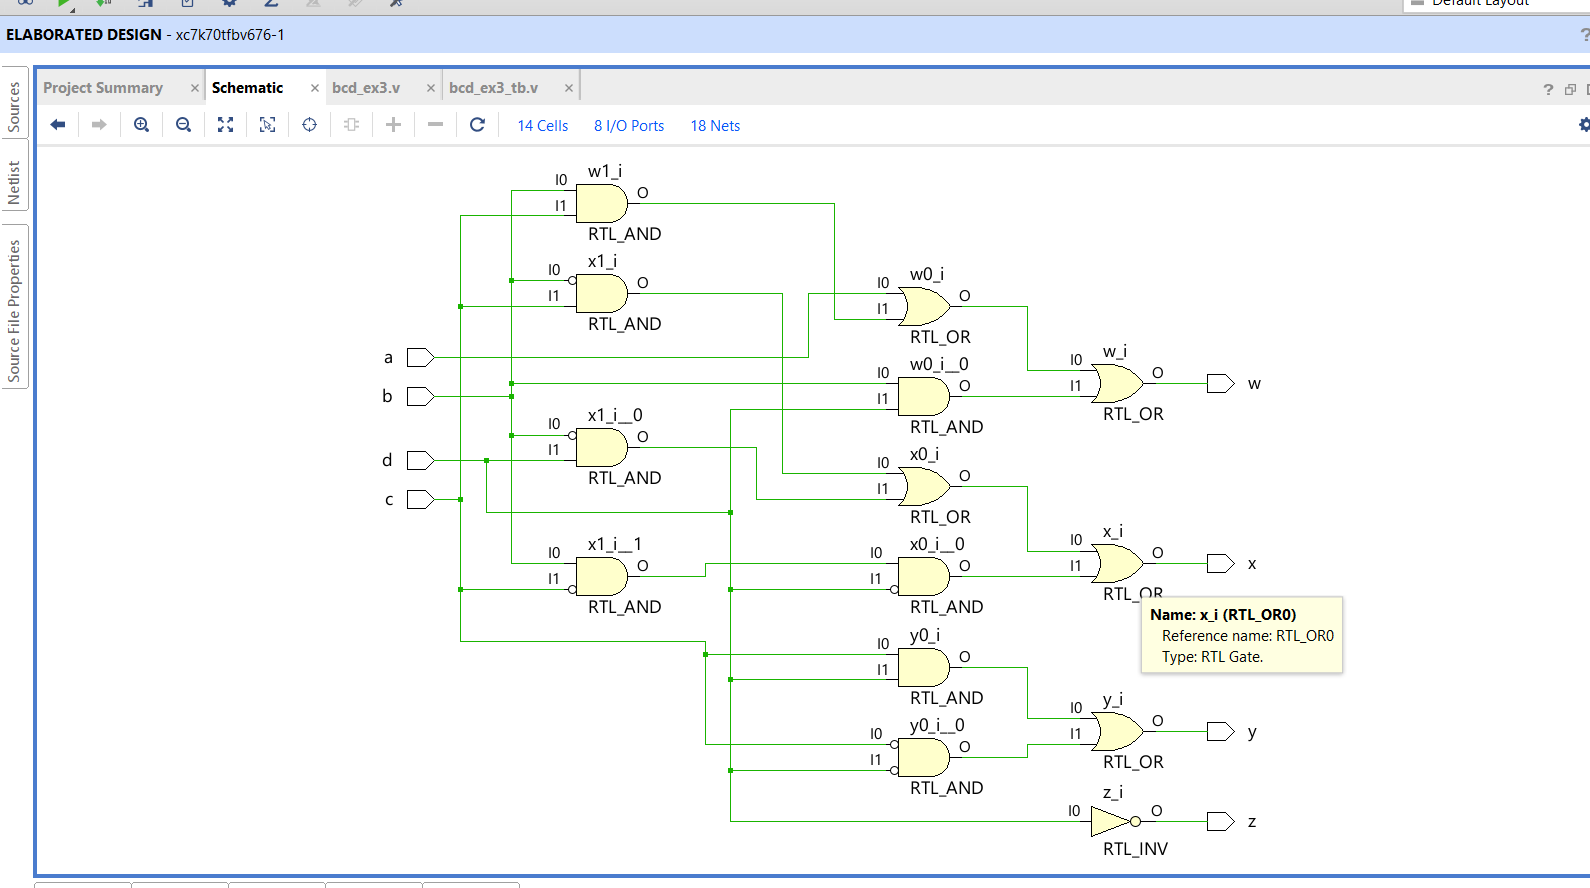 Default Layout
ELABORATED DESIGN - xc7k70tfbv676-1
?
Sources
Netlist
Source File Properties
Project Summary × Schematic × bcd_ex3.v × bcd_ex3_tb.v × ?
14 Cells 8 I/O Ports 18 Nets
w1_i
I0 O
I1
RTL_AND
x1_i
I0 O
I1
RTL_AND
w0_i
I0 O
I1
RTL_OR
a
b
w0_i__0
I0 O
I1
RTL_AND
w_i
I0 O
I1
RTL_OR
w
x1_i__0
I0 O
I1
RTL_AND
d
c
x0_i
I0 O
I1
RTL_OR
x1_i__1
I0 O
I1
RTL_AND
x0_i__0
I0 O
I1
RTL_AND
x_i
I0 O
I1
RTL_OR
x
Name: x_i (RTL_OR0)
Reference name: RTL_OR0
Type: RTL Gate.
y0_i
I0 O
I1
RTL_AND
y0_i__0
I0 O
I1
RTL_AND
y_i
I0 O
I1
RTL_OR
y
z_i
I0 O
RTL_INV
z